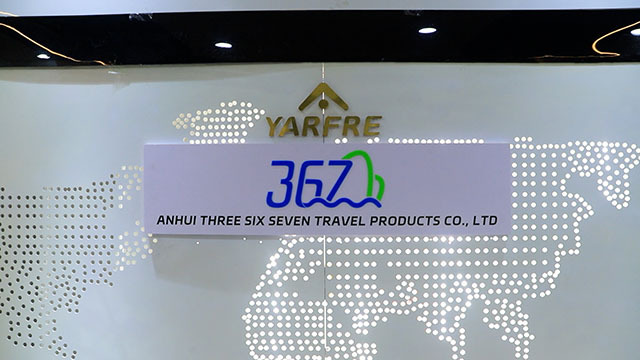 YARFRE
367
ANHUI THREE SIX SEVEN TRAVEL PRODUCTS CO., LTD